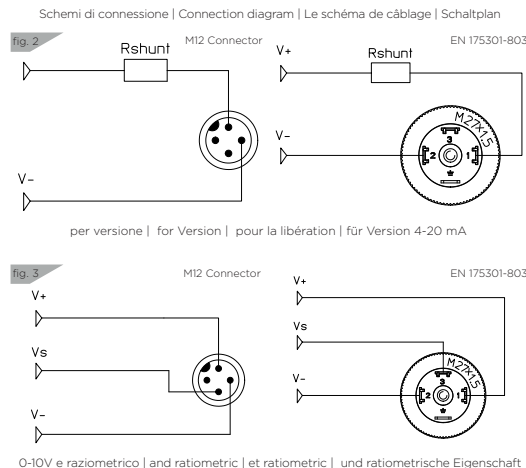 Schemi di connessione | Connection diagram | Le schéma de câblage | Schaltplan
fig. 2
M12 Connector
EN 175301-803
Rshunt
V-
V+
Rshunt
V-
M27x1.5
3
2
1
per versione | for Version | pour la libération | für Version 4-20 mA
fig. 3
M12 Connector
EN 175301-803
V+
Vs
V-
V+
Vs
V-
M27x1.5
3
2
1
0-10V e raziometrico | and ratiometric | et ratiometric | und ratiometrische Eigenschaft